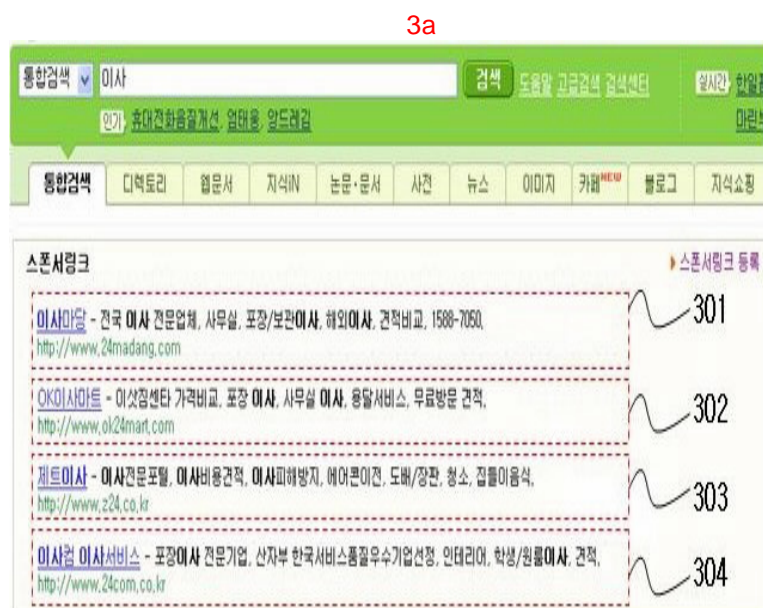 3a
통합검색 이사 검색 도움말 고급검색 검색센터 실시간
인기 휴대전화음질개선, 엄태웅, 앙드레김
통합검색 디렉토리 웹문서 지식iN 논문·문서 사전 뉴스 이미지 카페NEW 블로그 지식쇼핑
스폰서링크 스폰서링크 등록
이사마당 - 전국 이사 전문업체, 사무실, 포장/보관이사, 해외이사, 견적비교, 1588-7050,
http://www.24madang.com
301
OK이사마트 - 이삿짐센타 가격비교, 포장 이사, 사무실 이사, 용달서비스, 무료방문 견적,
http://www.ok24mart.com
302
제트이사 - 이사전문포털, 이사비용견적, 이사피해방지, 에어콘이전, 도배/장판, 청소, 집들이음식,
http://www.z24.co.kr
303
이사컴 이사서비스 - 포장이사 전문기업, 산자부 한국서비스품질우수기업선정, 인테리어, 학생/원룸이사, 견적,
http://www.24com.co.kr
304